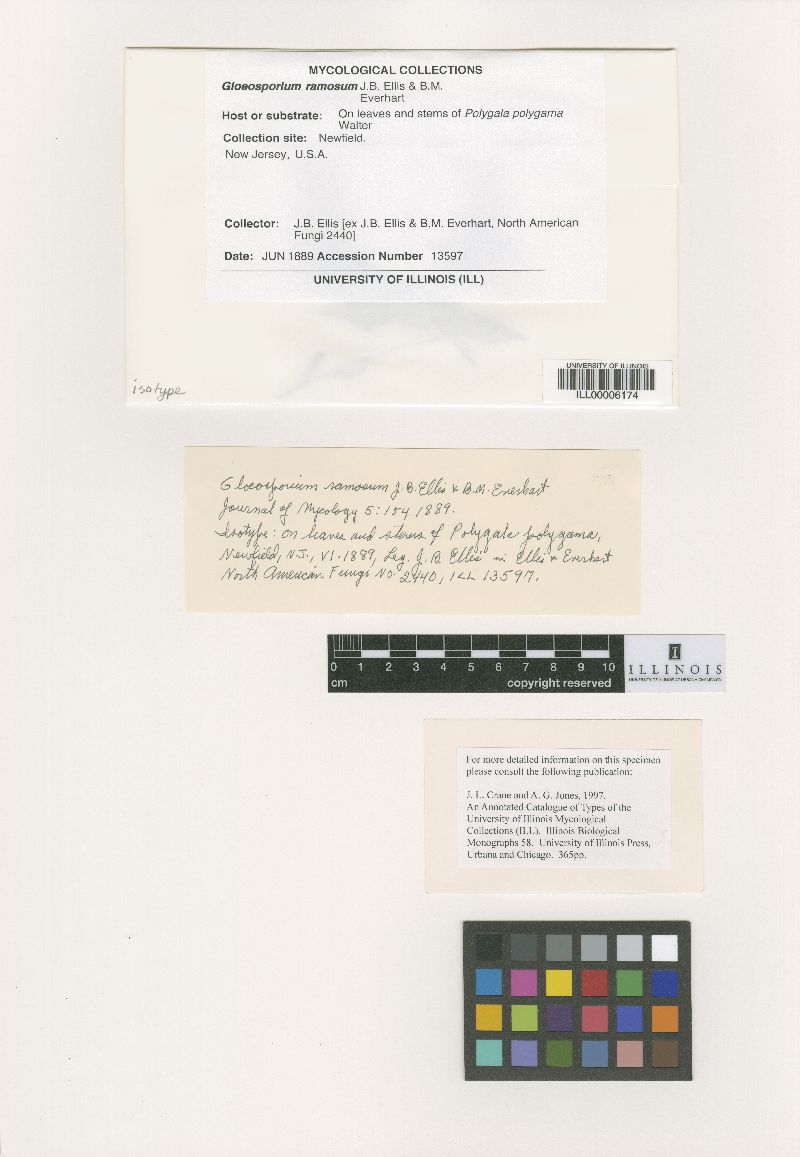 MYCOLOGICAL COLLECTIONS
Gloeosporium ramosum J.B. Ellis & B.M.
Everhart
Host or substrate: On leaves and stems of Polygala polygama
Walter
Collection site: Newfield.
New Jersey, U.S.A.
Collector: J.B. Ellis [ex J.B. Ellis & B.M. Everhart, North American
Fungi 2440]
Date: JUN 1889 Accession Number 13597
UNIVERSITY OF ILLINOIS (ILL)
isotype
UNIVERSITY OF ILLINOIS
ILL00006174
Gloeosporium ramosum J.B. Ellis & B.M. Everhart
Journal of Mycology 5:154 1889.
Isotype: on leaves and stems of Polygala polygama,
Newfield, N.J., VI.1889, Leg. J.B. Ellis in Ellis & Everhart
North American Fungi No. 2440, ILL 13597.
0 1 2 3 4 5 6 7 8 9 10
cm copyright reserved
I
ILLINOIS
UNIVERSITY OF ILLINOIS AT URBANA-CHAMPAIGN
For more detailed information on this specimen
please consult the following publication:
J. L. Crane and A. G. Jones, 1997.
An Annotated Catalogue of Types of the
University of Illinois Mycological
Collections (ILL). Illinois Biological
Monographs 58. University of Illinois Press,
Urbana and Chicago. 365pp.